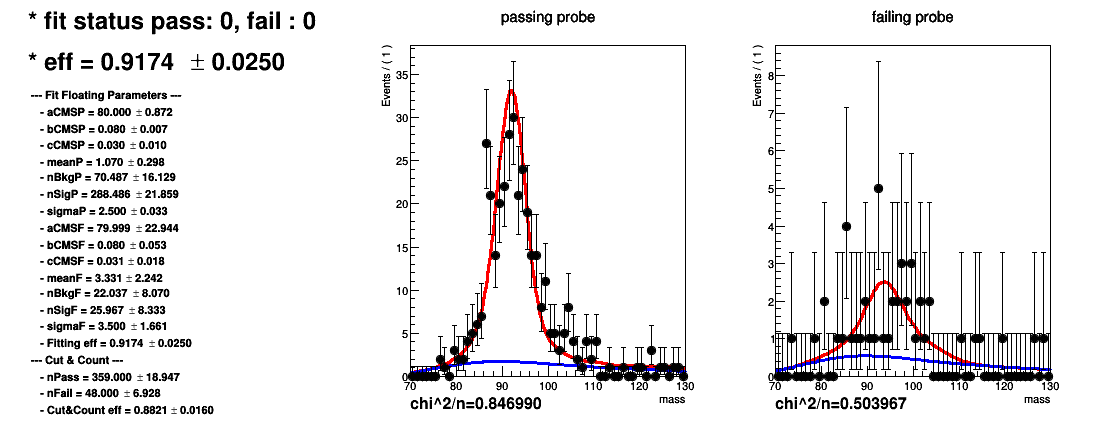 * fit status pass: 0, fail : 0
* eff = 0.9174 ± 0.0250
--- Fit Floating Parameters ---
- aCMSP = 80.000 ± 0.872
- bCMSP = 0.080 ± 0.007
- cCMSP = 0.030 ± 0.010
- meanP = 1.070 ± 0.298
- nBkgP = 70.487 ± 16.129
- nSigP = 288.486 ± 21.859
- sigmaP = 2.500 ± 0.033
- aCMSF = 79.999 ± 22.944
- bCMSF = 0.080 ± 0.053
- cCMSF = 0.031 ± 0.018
- meanF = 3.331 ± 2.242
- nBkgF = 22.037 ± 8.070
- nSigF = 25.967 ± 8.333
- sigmaF = 3.500 ± 1.661
- Fitting eff = 0.9174 ± 0.0250
--- Cut & Count ---
- nPass = 359.000 ± 18.947
- nFail = 48.000 ± 6.928
- Cut&Count eff = 0.8821 ± 0.0160
passing probe
Events / ( 1 )
35
30
25
20
15
10
5
0
70 80 90 100 110 120 130
mass
chi^2/n=0.846990
failing probe
Events / ( 1 )
8
7
6
5
4
3
2
1
0
70 80 90 100 110 120 130
mass
chi^2/n=0.503967